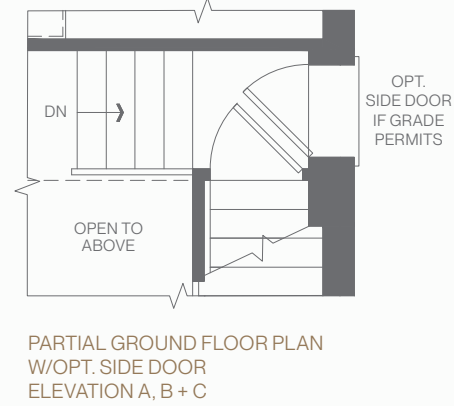 DN
OPT.
SIDE DOOR
IF GRADE
PERMITS
OPEN TO
ABOVE
PARTIAL GROUND FLOOR PLAN
W/OPT. SIDE DOOR
ELEVATION A, B + C